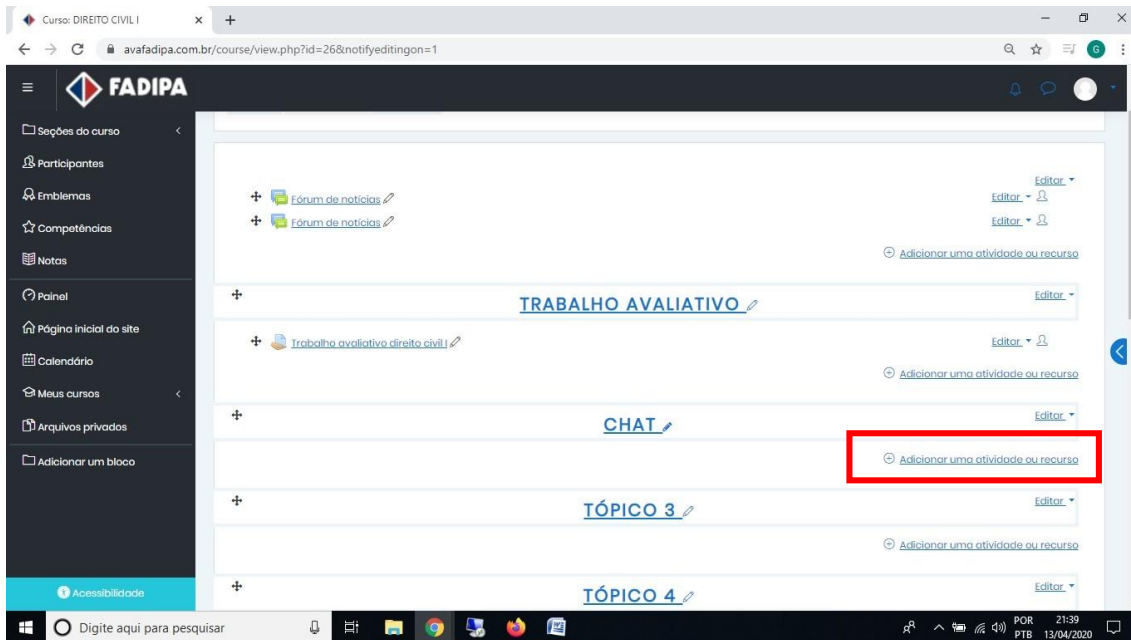 Curso: DIREITO CIVIL I
avafadipa.com.br/course/view.php?id=26&notifyeditingon=1
G
FADIPA
Seções do curso
Participantes
Emblemas
Competências
Notas
Painel
Página inicial do site
Calendário
Meus cursos
Arquivos privados
Adicionar um bloco
Acessibilidade
Editar
Fórum de notícias Editar
Fórum de notícias Editar
Adicionar uma atividade ou recurso
TRABALHO AVALIATIVO Editar
Trabalho avaliativo direito civil I Editar
Adicionar uma atividade ou recurso
CHAT Editar
Adicionar uma atividade ou recurso
TÓPICO 3 Editar
Adicionar uma atividade ou recurso
TÓPICO 4 Editar
Digite aqui para pesquisar
POR 21:39
PTB 13/04/2020